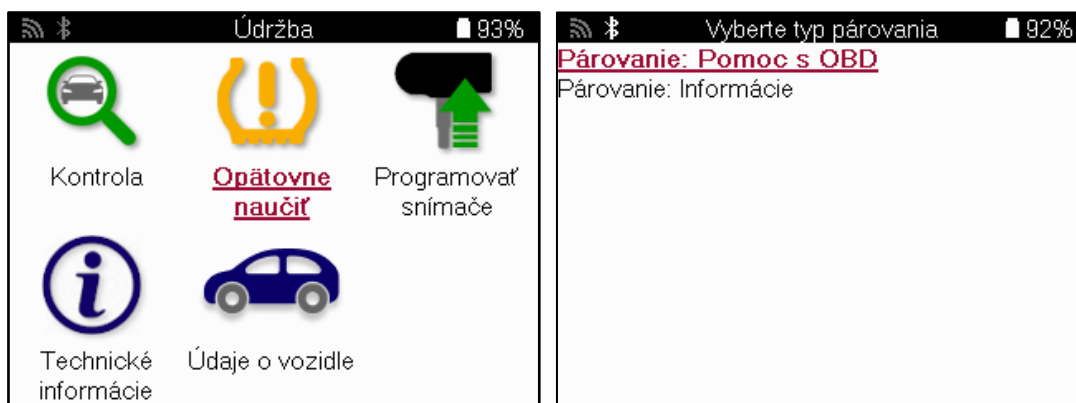 Údržba 93%
Kontrola
Opätovne
naučiť
Programovať
snímače
Technické
informácie
Údaje o vozidle
Vyberte typ párovania 92%
Párovanie: Pomoc s OBD
Párovanie: Informácie